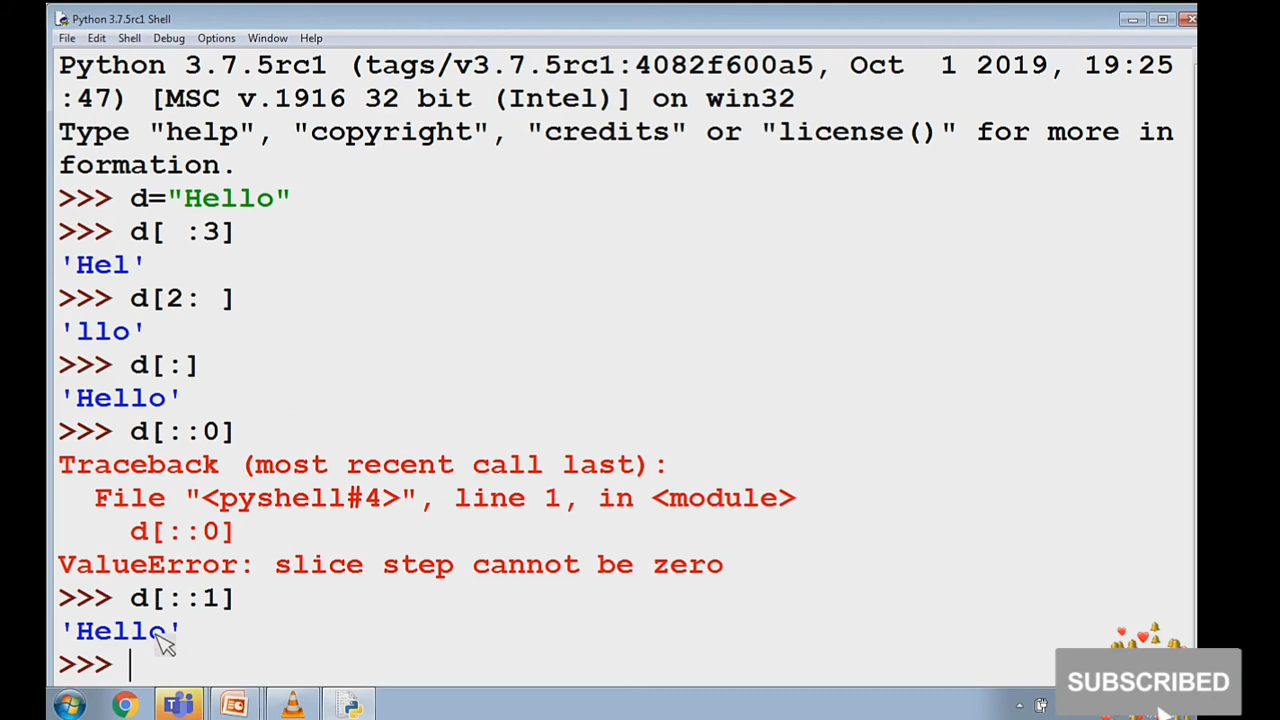 Python 3.7.5rc1 Shell
File Edit Shell Debug Options Window Help
Python 3.7.5rc1 (tags/v3.7.5rc1:4082f600a5, Oct  1 2019, 19:25
:47) [MSC v.1916 32 bit (Intel)] on win32
Type "help", "copyright", "credits" or "license()" for more in
formation.
>>> d="Hello"
>>> d[ :3]
'Hel'
>>> d[2: ]
'llo'
>>> d[:]
'Hello'
>>> d[::0]
Traceback (most recent call last):
  File "<pyshell#4>", line 1, in <module>
    d[::0]
ValueError: slice step cannot be zero
>>> d[::1]
'Hello'
>>>
SUBSCRIBED